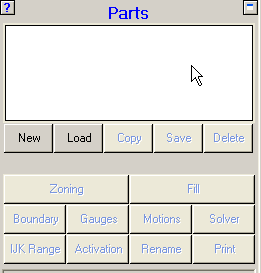 ? Parts
New Load Copy Save Delete
Zoning Fill
Boundary Gauges Motions Solver
IJK Range Activation Rename Print